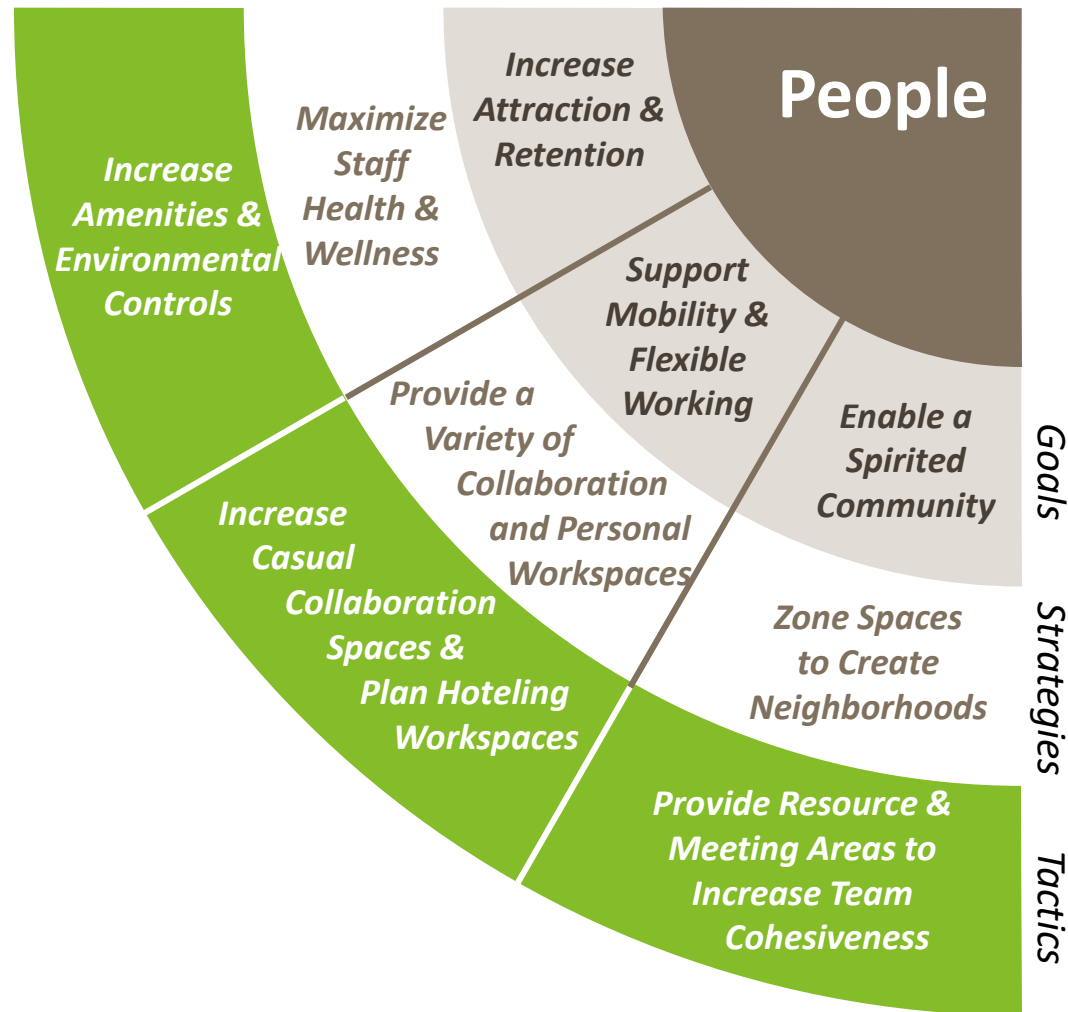 People
Increase
Attraction &
Retention
Support
Mobility &
Flexible
Working
Enable a
Spirited
Community
Goals
Maximize
Staff
Health &
Wellness
Provide a
Variety of
Collaboration
and Personal
Workspaces
Zone Spaces
to Create
Neighborhoods
Strategies
Increase
Amenities &
Environmental
Controls
Increase
Casual
Collaboration
Spaces &
Plan Hoteling
Workspaces
Provide Resource &
Meeting Areas to
Increase Team
Cohesiveness
Tactics